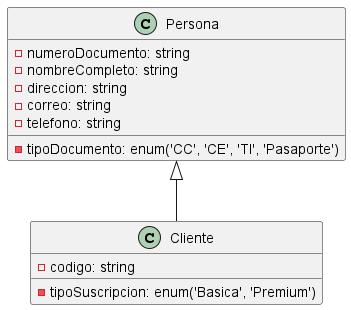 C Persona
numeroDocumento: string
nombreCompleto: string
direccion: string
correo: string
telefono: string
tipoDocumento: enum('CC', 'CE', 'TI', 'Pasaporte')
C Cliente
codigo: string
tipoSuscripcion: enum('Basica', 'Premium')